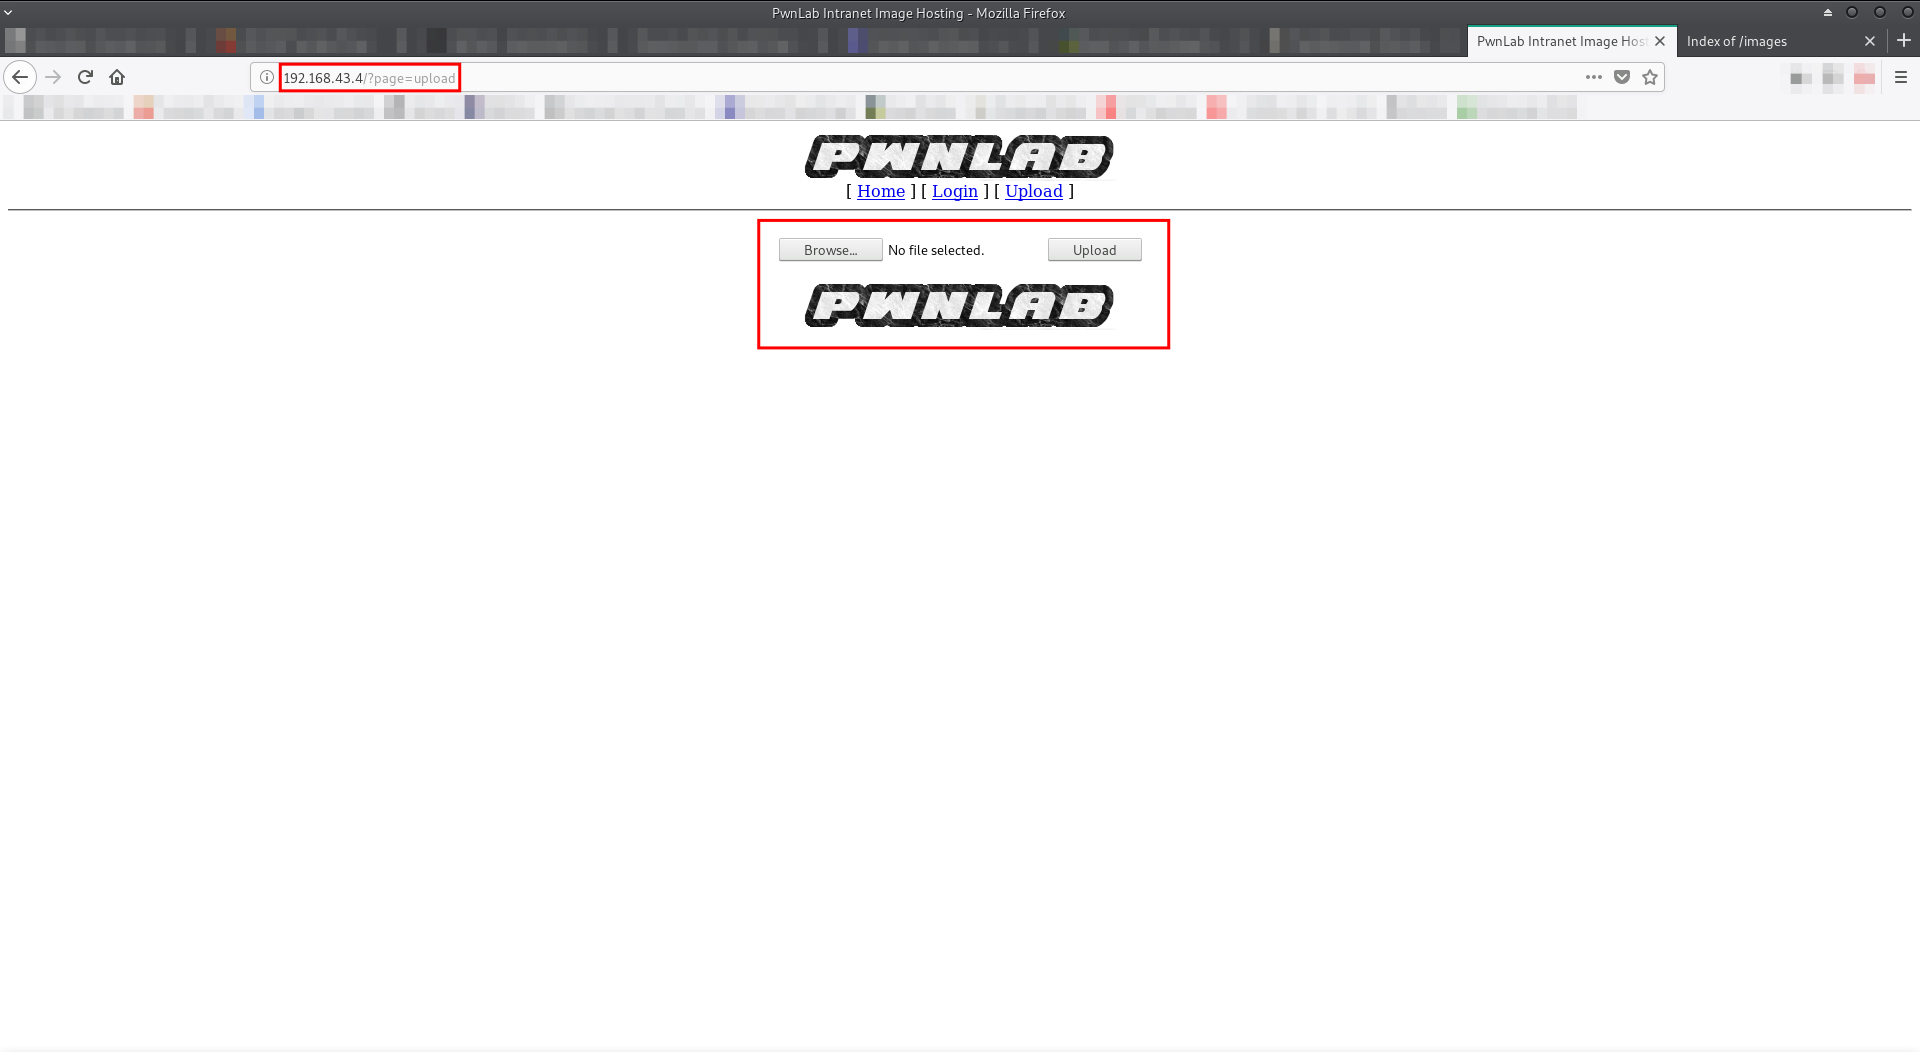 PwnLab Intranet Image Hosting - Mozilla Firefox
PwnLab Intranet Image Hos
Index of /images
192.168.43.4/?page=upload
PWNLAB
[ Home ] [ Login ] [ Upload ]
Browse... No file selected. Upload
PWNLAB